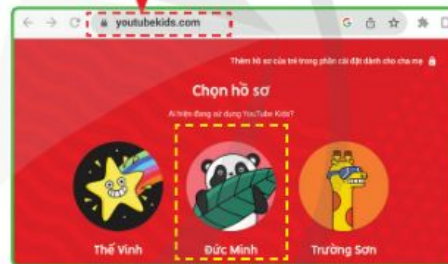 youtubekids.com
Thêm hồ sơ của trẻ trong phần cài đặt dành cho cha mẹ
Chọn hồ sơ
Ai hiện đang sử dụng YouTube Kids?
Thế Vinh
Đức Minh
Trường Sơn